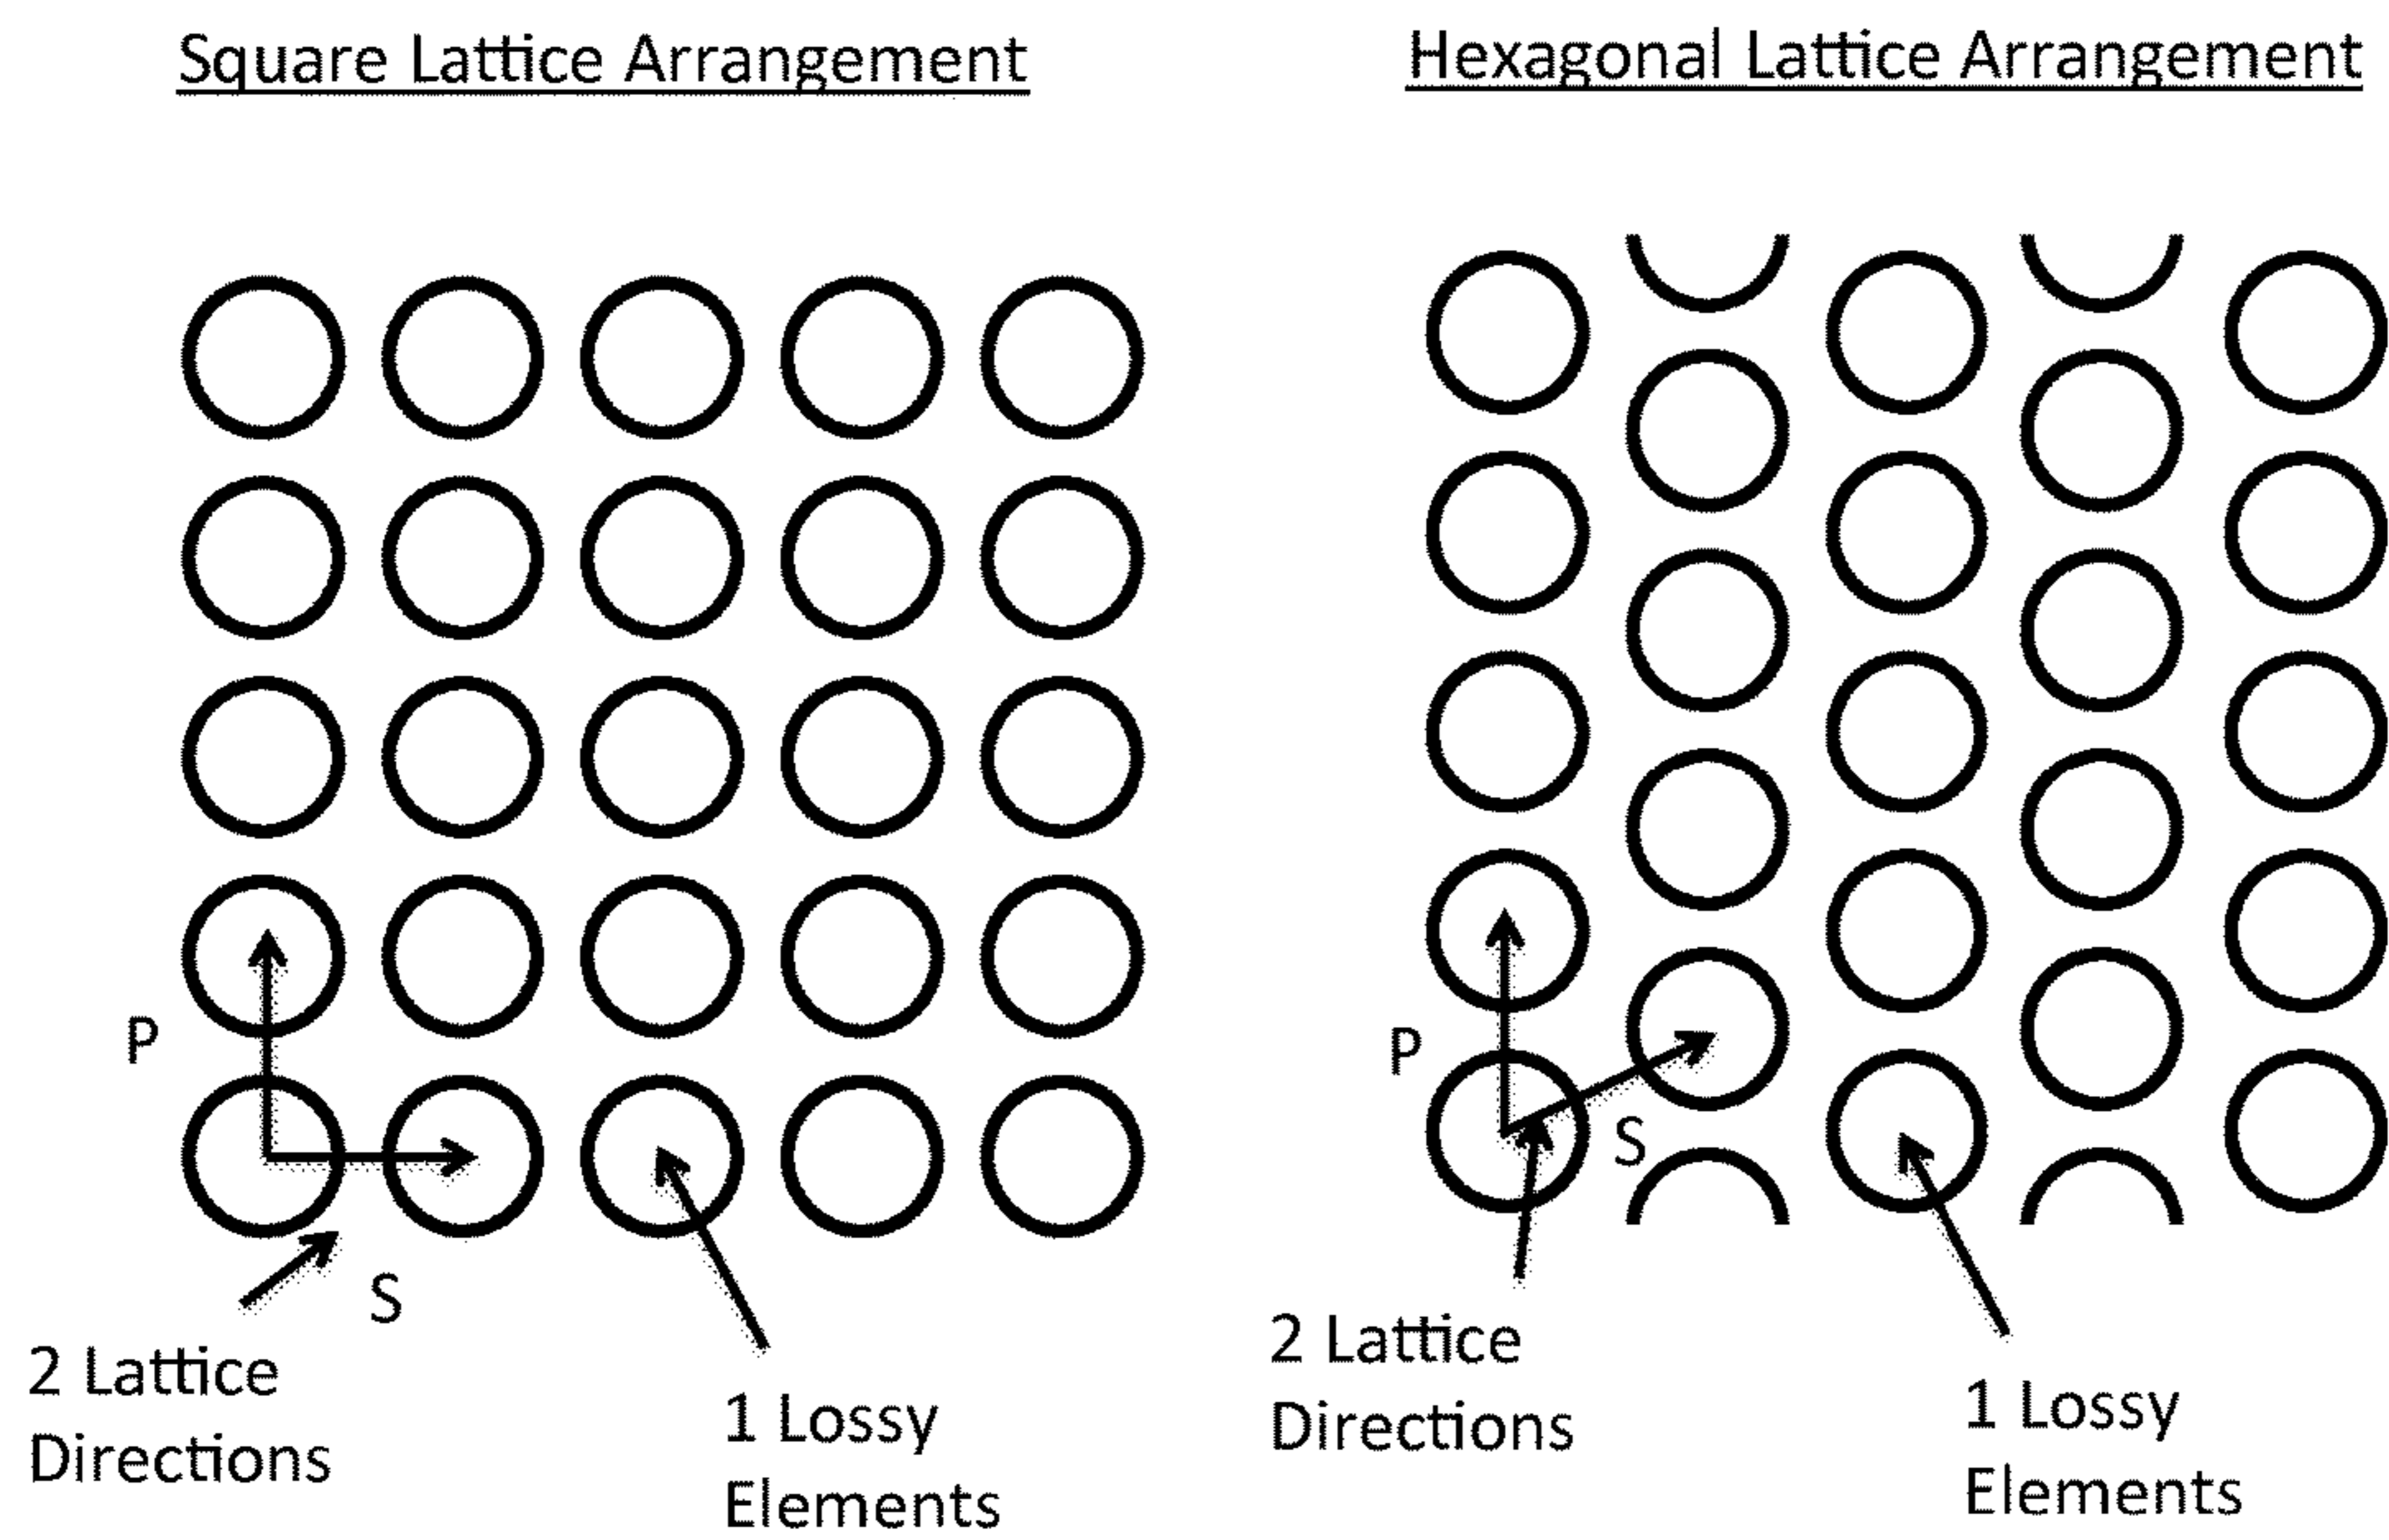 Square Lattice Arrangement
P
S
2 Lattice
Directions
1 Lossy
Elements
Hexagonal Lattice Arrangement
P
S
2 Lattice
Directions
1 Lossy
Elements